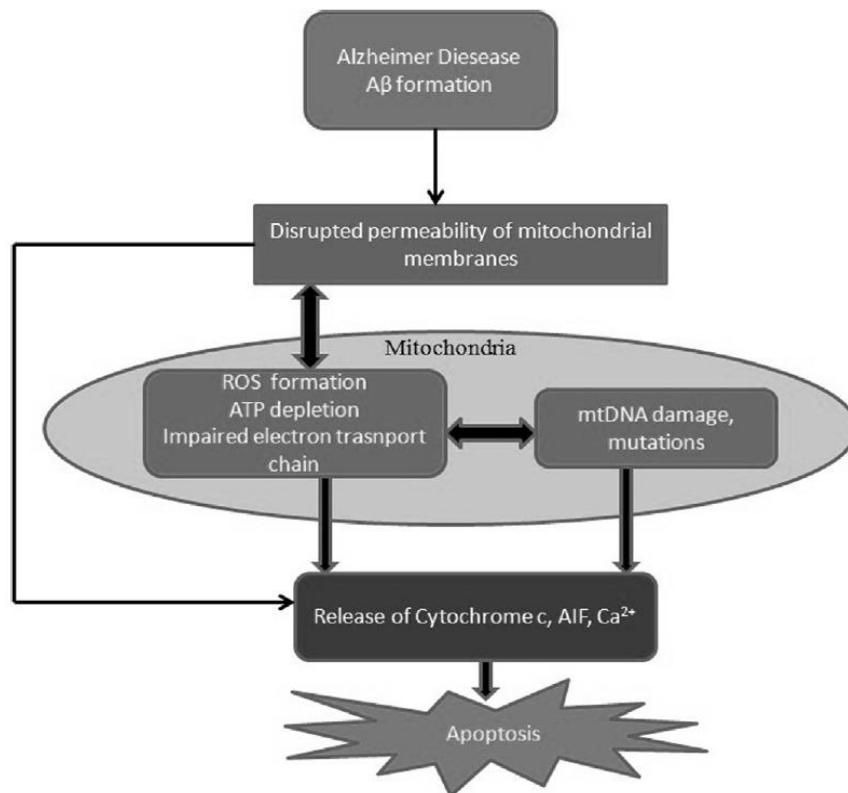 Alzheimer Diesease
Aβ formation
Disrupted permeability of mitochondrial
membranes
Mitochondria
ROS formation
ATP depletion
Impaired electron trasnport
chain
mtDNA damage,
mutations
Release of Cytochrome c, AIF, Ca²⁺
Apoptosis